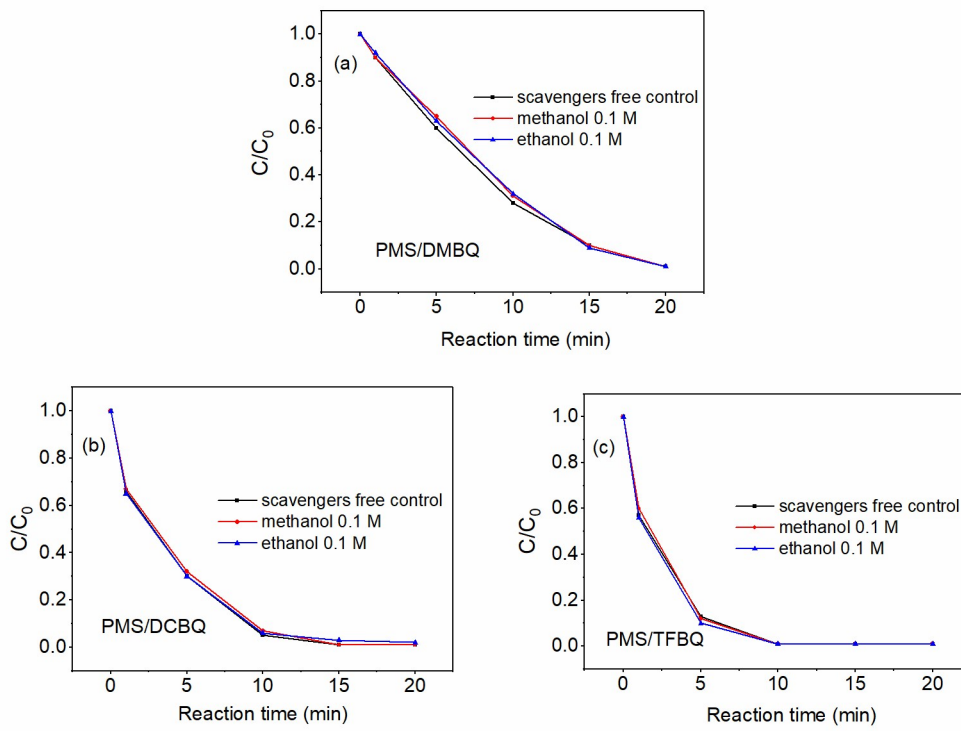 1.0
0.8
0.6
0.4
0.2
0.0
C/C0
(a)
scavengers free control
methanol 0.1 M
ethanol 0.1 M
PMS/DMBQ
0 5 10 15 20
Reaction time (min)
1.0
0.8
0.6
0.4
0.2
0.0
C/C0
(b)
scavengers free control
methanol 0.1 M
ethanol 0.1 M
PMS/DCBQ
0 5 10 15 20
Reaction time (min)
1.0
0.8
0.6
0.4
0.2
0.0
C/C0
(c)
scavengers free control
methanol 0.1 M
ethanol 0.1 M
PMS/TFBQ
0 5 10 15 20
Reaction time (min)